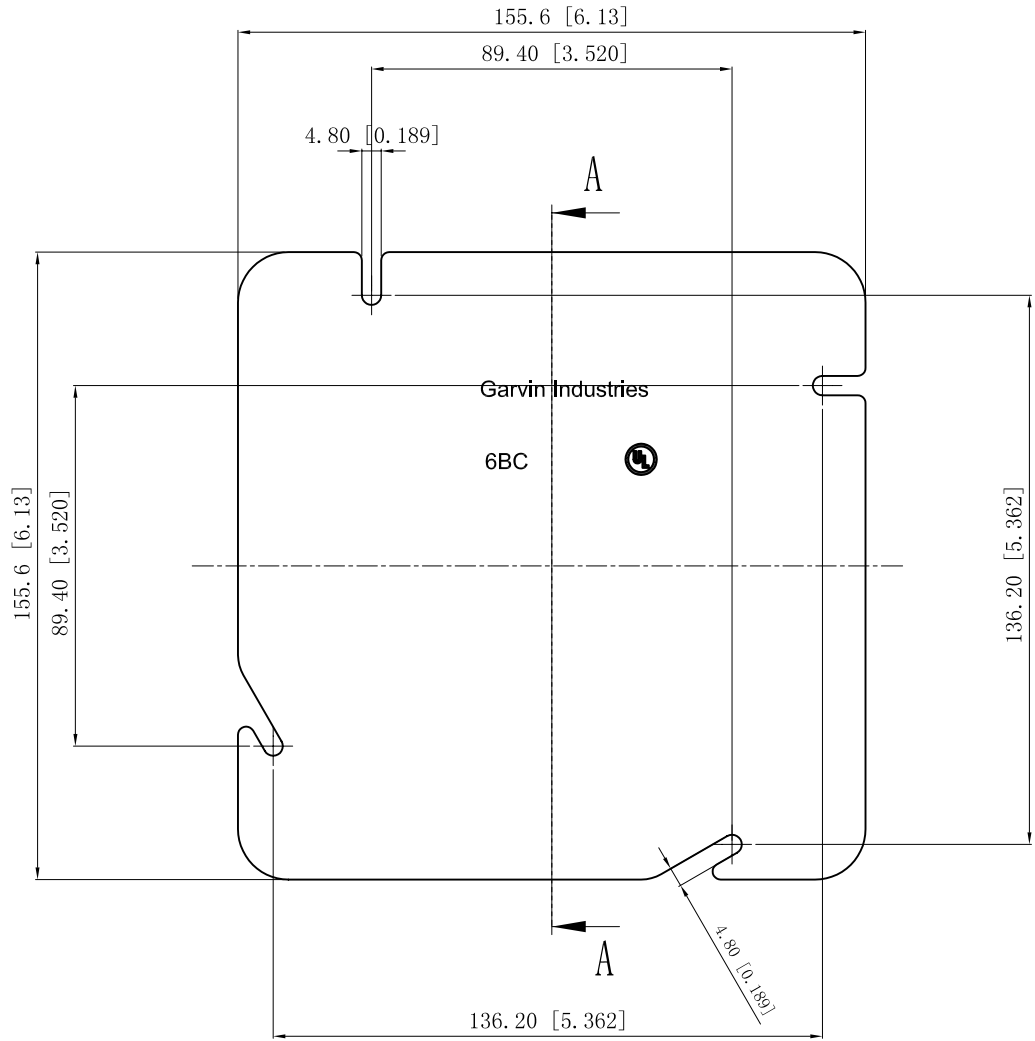 155.6 [6.13]
89.40 [3.520]
4.80 [0.189]
A
Garvin Industries
6BC
UL
155.6 [6.13]
89.40 [3.520]
136.20 [5.362]
4.80 [0.189]
A
136.20 [5.362]